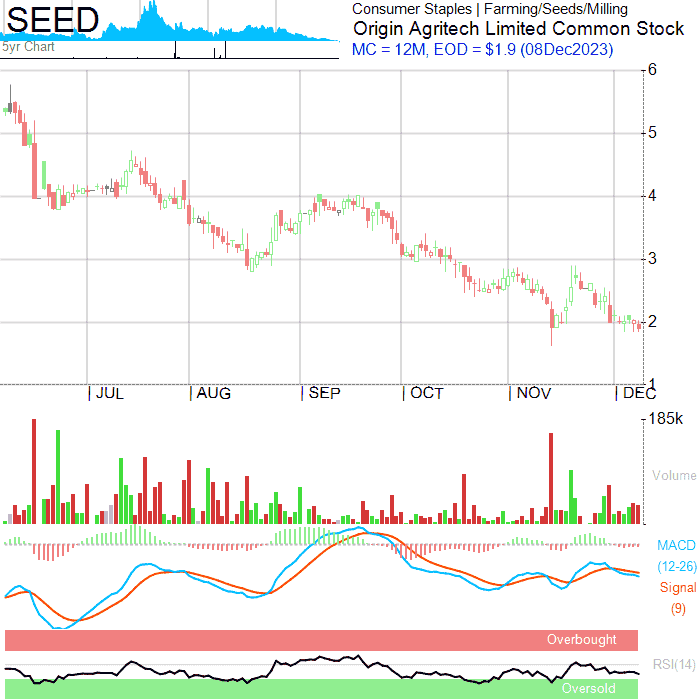 SEED
5yr Chart
Consumer Staples | Farming/Seeds/Milling
Origin Agritech Limited Common Stock
MC = 12M, EOD = $1.9 (08Dec2023)
6
5
4
3
2
1
JUL AUG SEP OCT NOV DEC
185k
Volume
MACD
(12-26)
Signal
(9)
Overbought
RSI(14)
Oversold